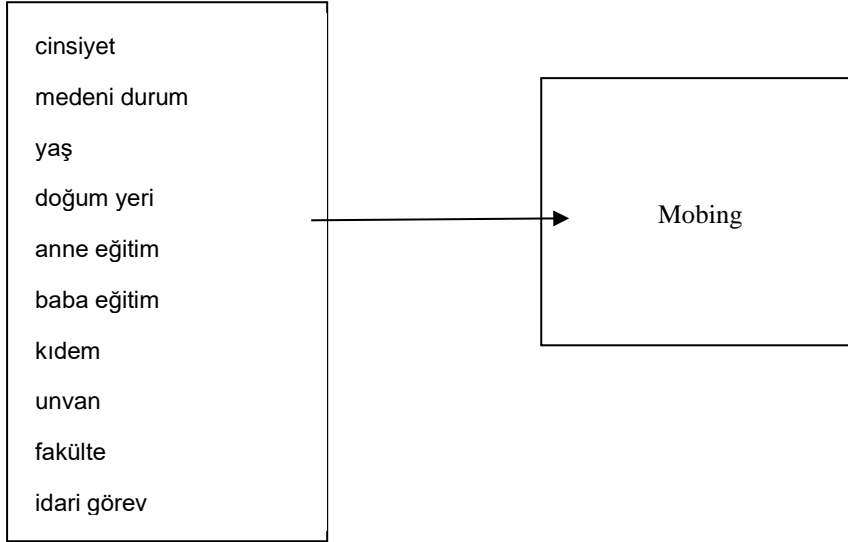 cinsiyet
medeni durum
yaş
doğum yeri
anne eğitim
baba eğitim
kıdem
unvan
fakülte
idari görev
Mobing